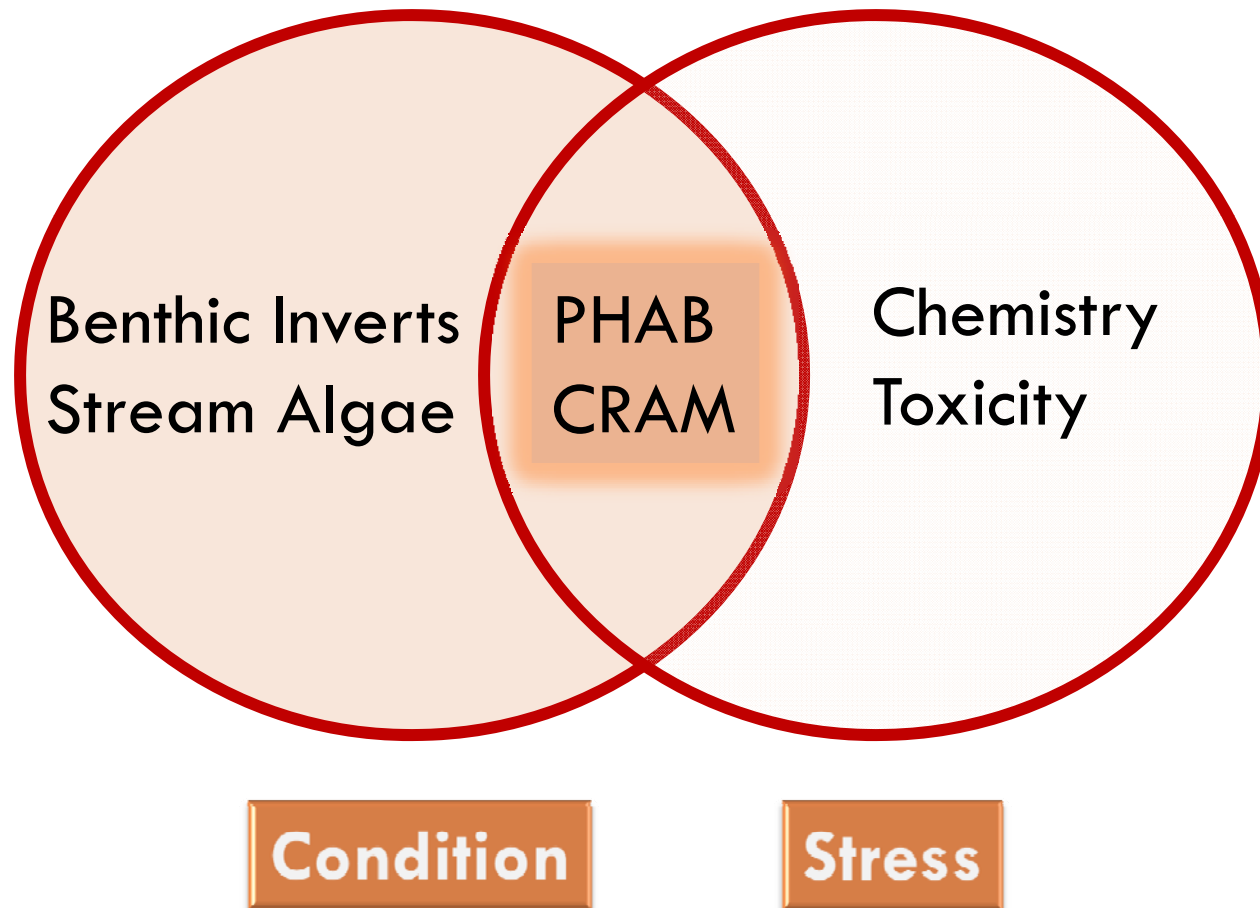 Benthic Inverts
Stream Algae
PHAB
CRAM
Chemistry
Toxicity
Condition
Stress